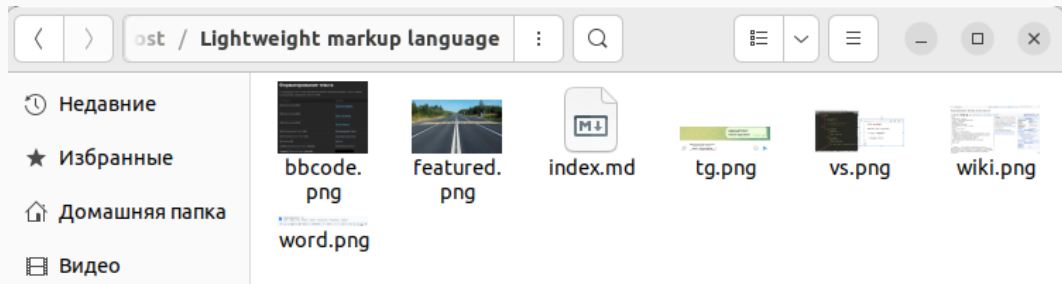 ost / Lightweight markup language
Недавние
Избранные
Домашняя папка
Видео
bbcode.
png
featured.
png
index.md
tg.png
vs.png
wiki.png
word.png